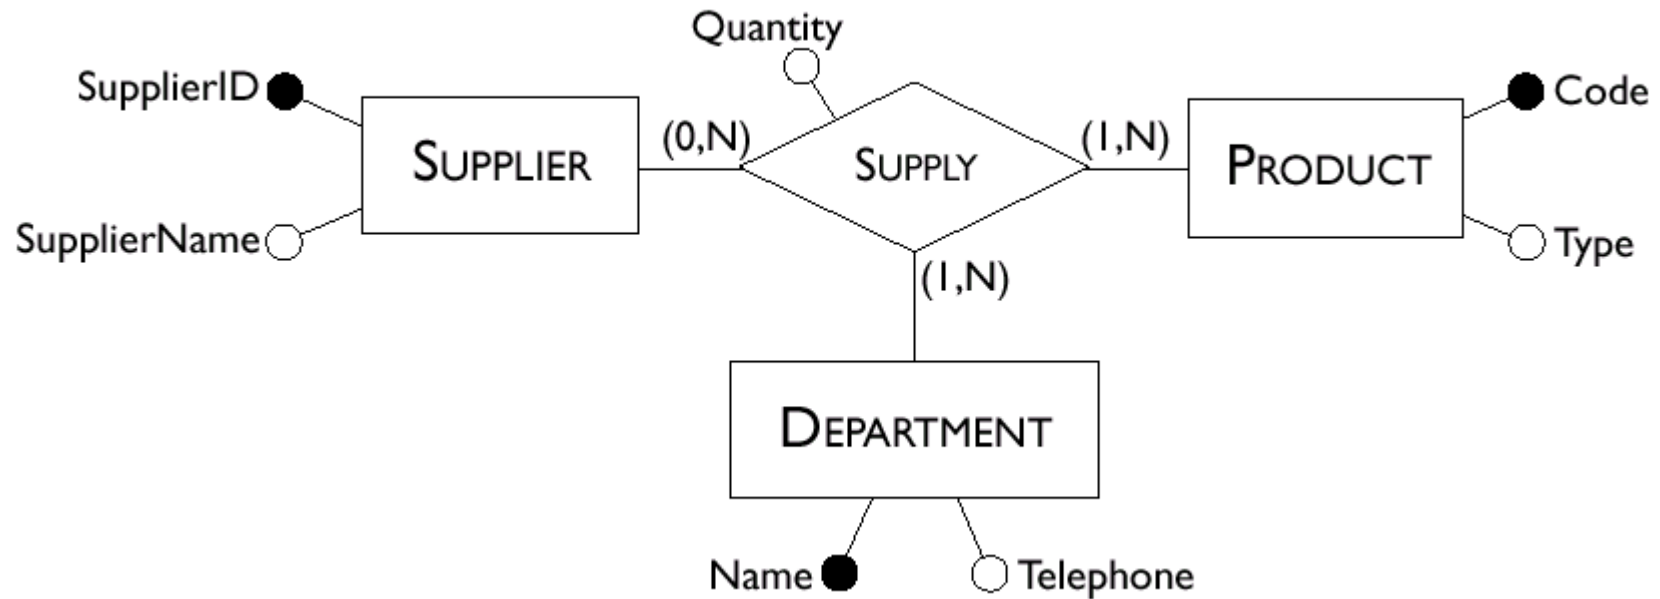 Quantity
SupplierID
Code
(0,N)
(1,N)
SUPPLIER
SUPPLY
PRODUCT
SupplierName
Type
(1,N)
DEPARTMENT
Name
Telephone